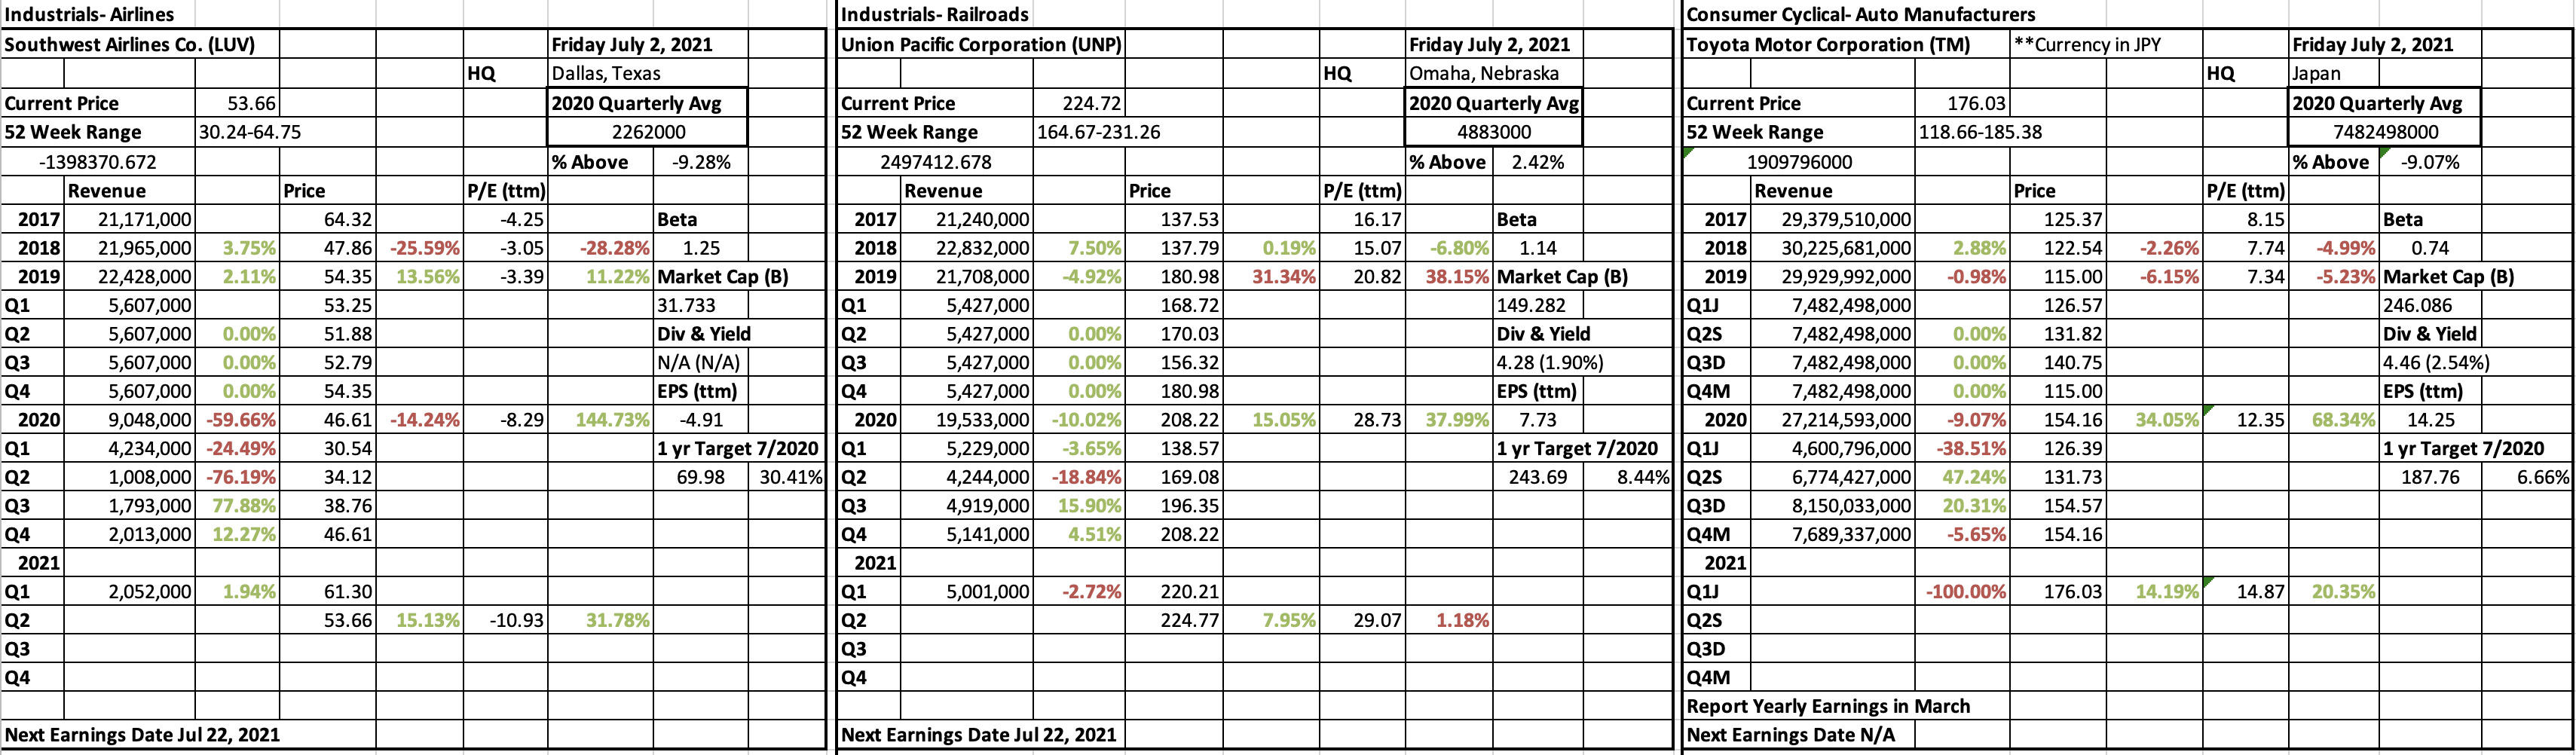 Industrials- Airlines
Southwest Airlines Co. (LUV) Friday July 2, 2021
HQ Dallas, Texas
Current Price 53.66 2020 Quarterly Avg
52 Week Range 30.24-64.75 2262000
-1398370.672 % Above -9.28%
Revenue Price P/E (ttm)
2017 21,171,000 64.32 -4.25 Beta
2018 21,965,000 3.75% 47.86 -25.59% -3.05 -28.28% 1.25
2019 22,428,000 2.11% 54.35 13.56% -3.39 11.22% Market Cap (B)
Q1 5,607,000 53.25 31.733
Q2 5,607,000 0.00% 51.88 Div & Yield
Q3 5,607,000 0.00% 52.79 N/A (N/A)
Q4 5,607,000 0.00% 54.35 EPS (ttm)
2020 9,048,000 -59.66% 46.61 -14.24% -8.29 144.73% -4.91
Q1 4,234,000 -24.49% 30.54 1 yr Target 7/2020
Q2 1,008,000 -76.19% 34.12 69.98 30.41%
Q3 1,793,000 77.88% 38.76
Q4 2,013,000 12.27% 46.61
2021
Q1 2,052,000 1.94% 61.30
Q2 53.66 15.13% -10.93 31.78%
Q3
Q4
Next Earnings Date Jul 22, 2021
Industrials- Railroads
Union Pacific Corporation (UNP) Friday July 2, 2021
HQ Omaha, Nebraska
Current Price 224.72 2020 Quarterly Avg
52 Week Range 164.67-231.26 4883000
2497412.678 % Above 2.42%
Revenue Price P/E (ttm)
2017 21,240,000 137.53 16.17 Beta
2018 22,832,000 7.50% 137.79 0.19% 15.07 -6.80% 1.14
2019 21,708,000 -4.92% 180.98 31.34% 20.82 38.15% Market Cap (B)
Q1 5,427,000 168.72 149.282
Q2 5,427,000 0.00% 170.03 Div & Yield
Q3 5,427,000 0.00% 156.32 4.28 (1.90%)
Q4 5,427,000 0.00% 180.98 EPS (ttm)
2020 19,533,000 -10.02% 208.22 15.05% 28.73 37.99% 7.73
Q1 5,229,000 -3.65% 138.57 1 yr Target 7/2020
Q2 4,244,000 -18.84% 169.08 243.69 8.44%
Q3 4,919,000 15.90% 196.35
Q4 5,141,000 4.51% 208.22
2021
Q1 5,001,000 -2.72% 220.21
Q2 224.77 7.95% 29.07 1.18%
Q3
Q4
Next Earnings Date Jul 22, 2021
Consumer Cyclical- Auto Manufacturers
Toyota Motor Corporation (TM) **Currency in JPY Friday July 2, 2021
HQ Japan
Current Price 176.03 2020 Quarterly Avg
52 Week Range 118.66-185.38 7482498000
1909796000 % Above -9.07%
Revenue Price P/E (ttm)
2017 29,379,510,000 125.37 8.15 Beta
2018 30,225,681,000 2.88% 122.54 -2.26% 7.74 -4.99% 0.74
2019 29,929,992,000 -0.98% 115.00 -6.15% 7.34 -5.23% Market Cap (B)
Q1J 7,482,498,000 126.57 246.086
Q2S 7,482,498,000 0.00% 131.82 Div & Yield
Q3D 7,482,498,000 0.00% 140.75 4.46 (2.54%)
Q4M 7,482,498,000 0.00% 115.00 EPS (ttm)
2020 27,214,593,000 -9.07% 154.16 34.05% 12.35 68.34% 14.25
Q1J 4,600,796,000 -38.51% 126.39 1 yr Target 7/2020
Q2S 6,774,427,000 47.24% 131.73 187.76 6.66%
Q3D 8,150,033,000 20.31% 154.57
Q4M 7,689,337,000 -5.65% 154.16
2021
Q1J -100.00% 176.03 14.19% 14.87 20.35%
Q2S
Q3D
Q4M
Report Yearly Earnings in March
Next Earnings Date N/A